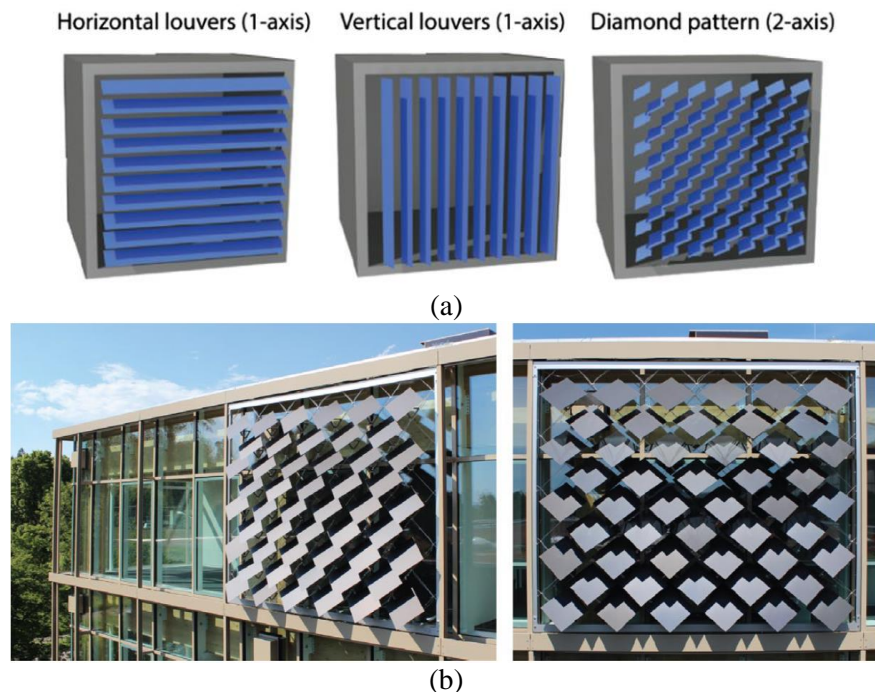 Horizontal louvers (1-axis) Vertical louvers (1-axis) Diamond pattern (2-axis)
(a)
(b)